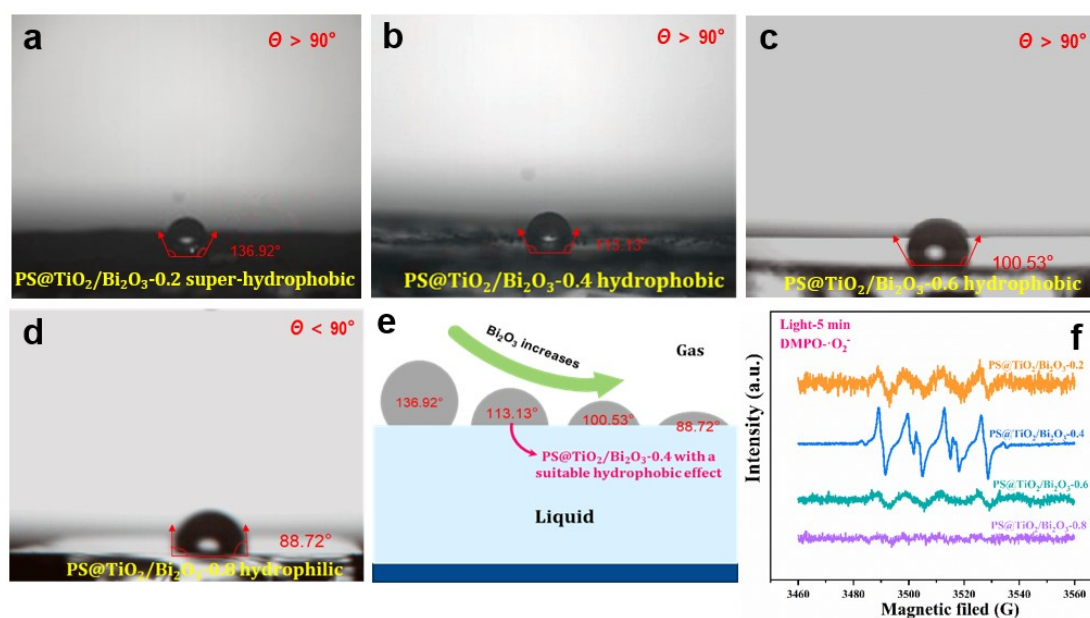 a
Θ > 90°
136.92°
PS@TiO₂/Bi₂O₃-0.2 super-hydrophobic
b
Θ > 90°
113.13°
PS@TiO₂/Bi₂O₃-0.4 hydrophobic
c
Θ > 90°
100.53°
PS@TiO₂/Bi₂O₃-0.6 hydrophobic
d
Θ < 90°
88.72°
PS@TiO₂/Bi₂O₃-0.8 hydrophilic
e
Bi₂O₃ increases
Gas
136.92°
113.13°
100.53°
88.72°
PS@TiO₂/Bi₂O₃-0.4 with a
suitable hydrophobic effect
Liquid
f
Light-5 min
DMPO-·O₂⁻
PS@TiO₂/Bi₂O₃-0.2
PS@TiO₂/Bi₂O₃-0.4
PS@TiO₂/Bi₂O₃-0.6
PS@TiO₂/Bi₂O₃-0.8
Intensity (a.u.)
3460 3480 3500 3520 3540 3560
Magnetic filed (G)